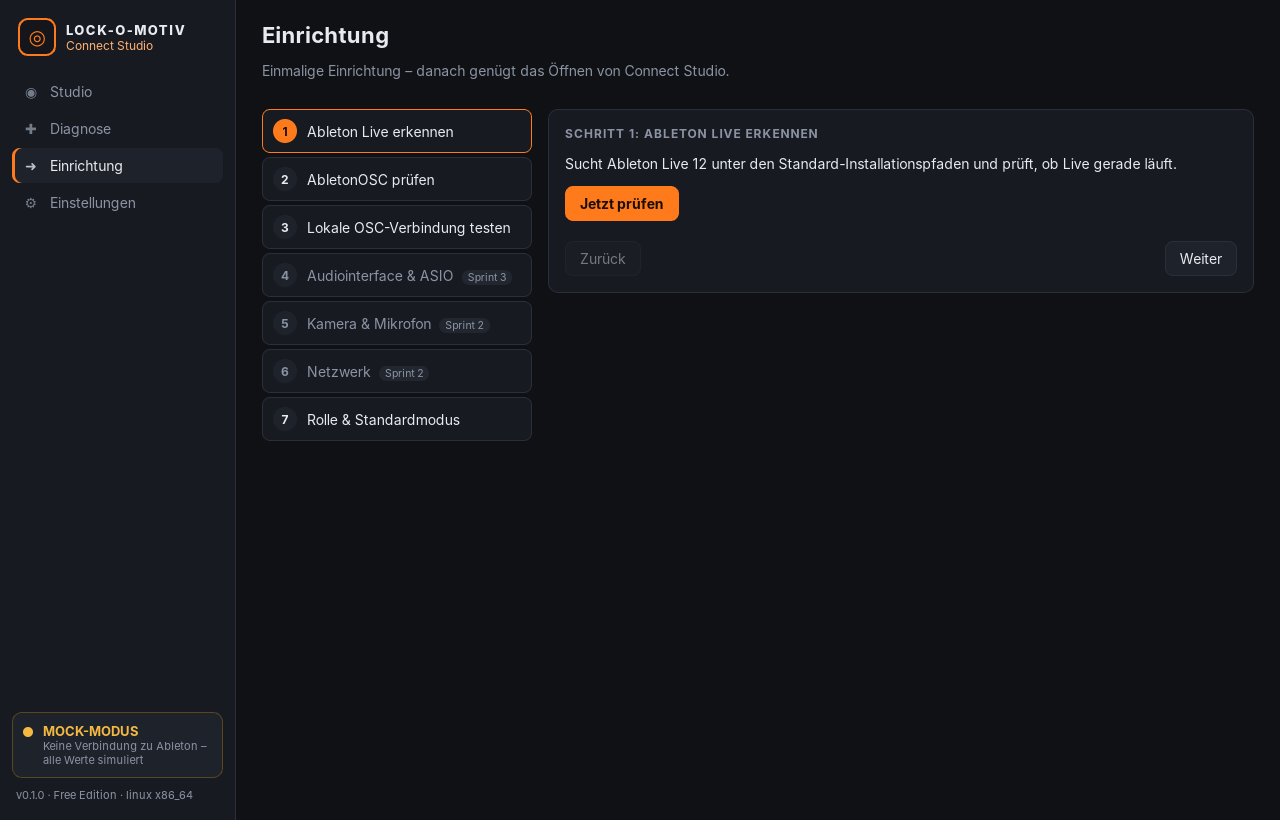 LOCK-O-MOTIV
Connect Studio
Studio
Diagnose
Einrichtung
Einstellungen
MOCK-MODUS
Keine Verbindung zu Ableton –
alle Werte simuliert
v0.1.0 · Free Edition · linux x86_64
Einrichtung
Einmalige Einrichtung – danach genügt das Öffnen von Connect Studio.
1 Ableton Live erkennen
2 AbletonOSC prüfen
3 Lokale OSC-Verbindung testen
4 Audiointerface & ASIO Sprint 3
5 Kamera & Mikrofon Sprint 2
6 Netzwerk Sprint 2
7 Rolle & Standardmodus
SCHRITT 1: ABLETON LIVE ERKENNEN
Sucht Ableton Live 12 unter den Standard-Installationspfaden und prüft, ob Live gerade läuft.
Jetzt prüfen
Zurück
Weiter